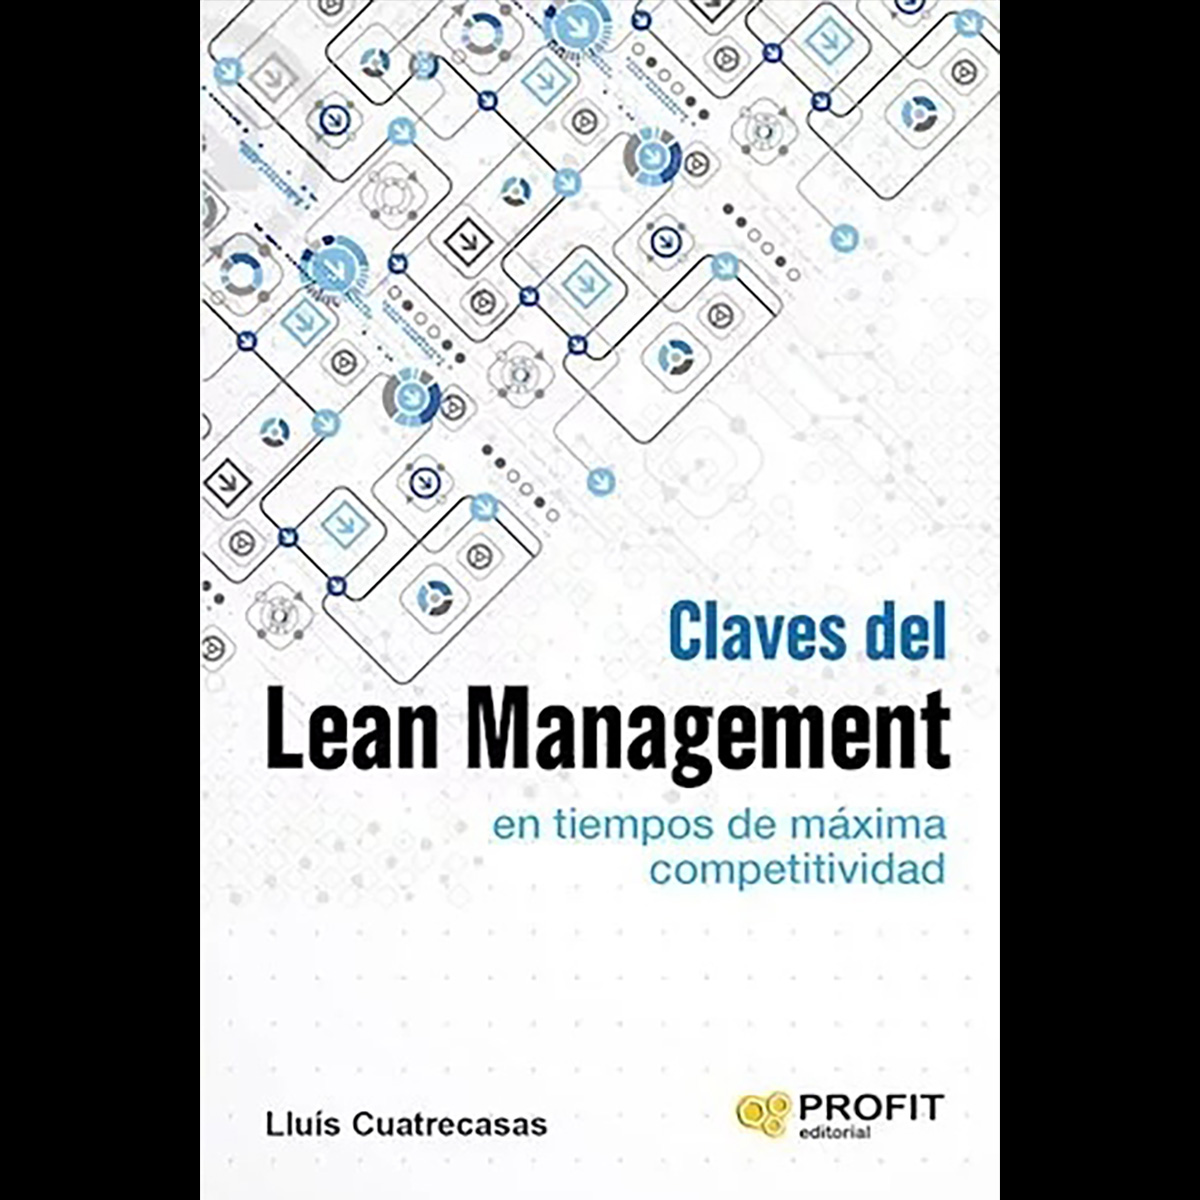 Claves del
Lean Management
en tiempos de máxima
competitividad
Lluís Cuatrecasas
PROFIT
editorial